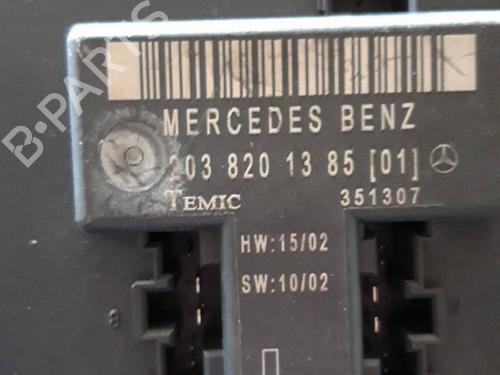 MERCEDES BENZ
203 820 13 85 [01]
TEMIC 351307
HW:15/02
SW:10/02
B-PARTS